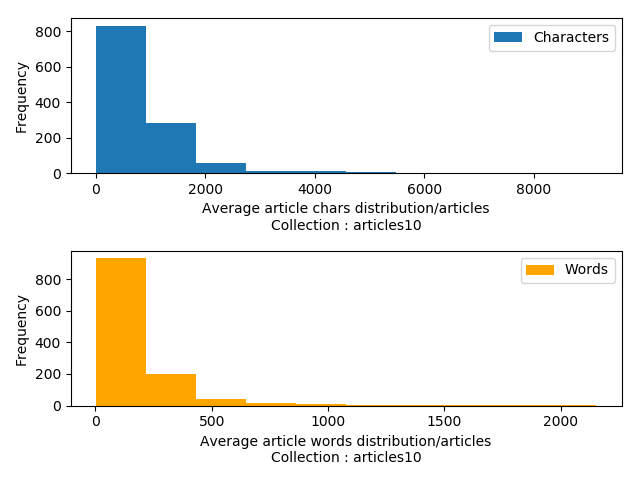 Characters
Frequency
800
600
400
200
0
0 2000 4000 6000 8000
Average article chars distribution/articles
Collection : articles10
Words
Frequency
800
600
400
200
0
0 500 1000 1500 2000
Average article words distribution/articles
Collection : articles10